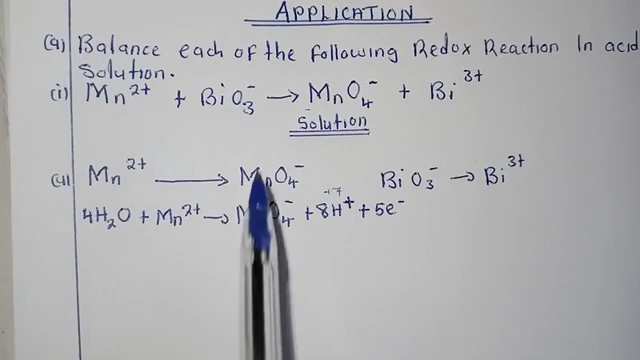 APPLICATION
(a) Balance each of the following Redox Reaction In acid
Solution.
(i) Mn²⁺ + BiO₃⁻ → MnO₄⁻ + Bi³⁺
Solution
(a) Mn²⁺ → MnO₄⁻ BiO₃⁻ → Bi³⁺
4H₂O + Mn²⁺ → MnO₄⁻ + 8H⁺ + 5e⁻